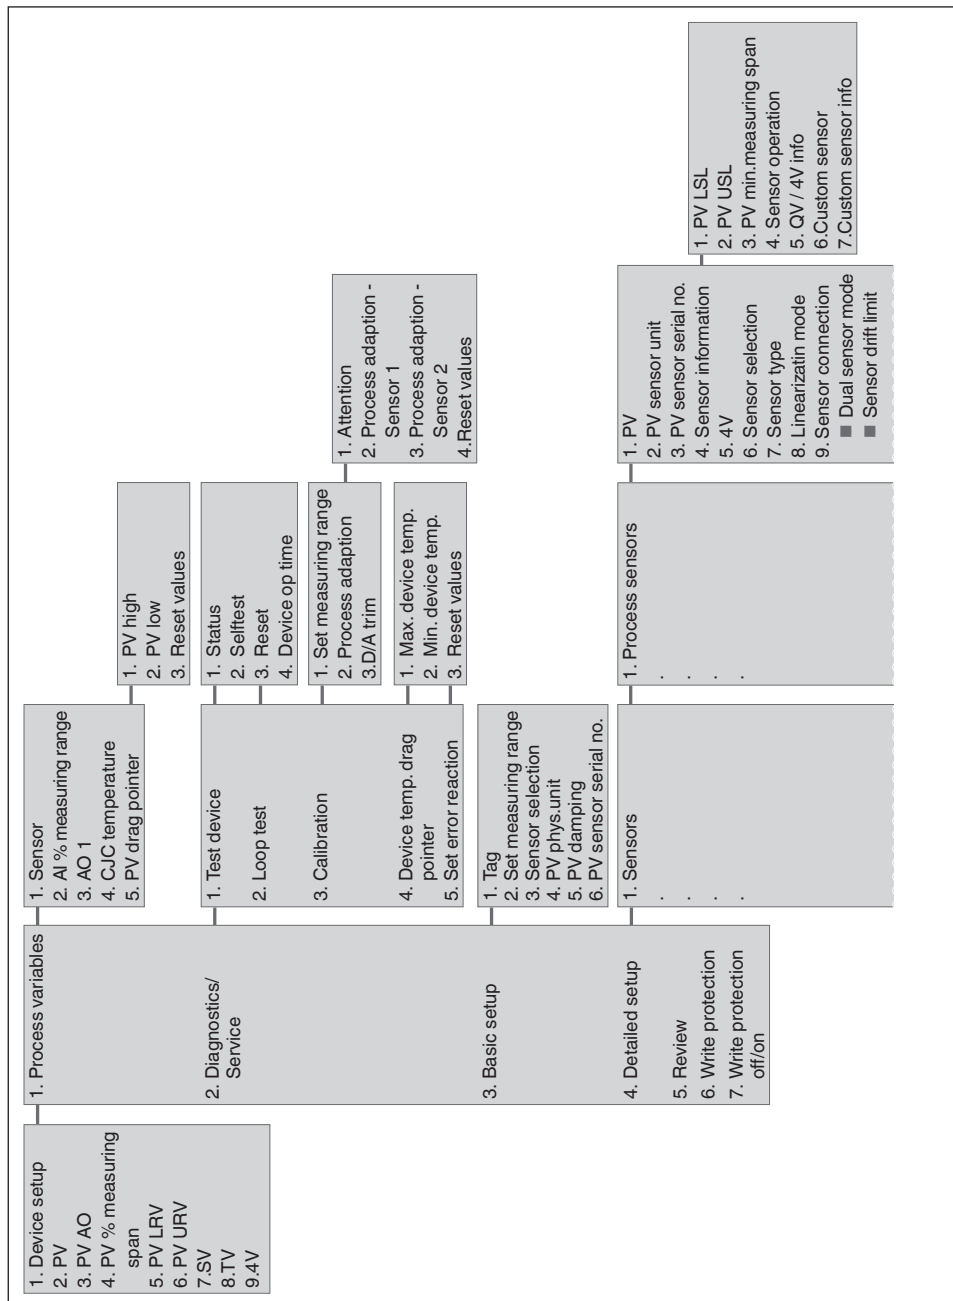 1. Device setup
2. PV
3. PV AO
4. PV % measuring
span
5. PV LRV
6. PV URV
7.SV
8.TV
9.4V
1. Process variables
2. Diagnostics/
Service
3. Basic setup
4. Detailed setup
5. Review
6. Write protection
7. Write protection
off/on
1. Sensor
2. AI % measuring range
3. AO 1
4. CJC temperature
5. PV drag pointer
1. PV high
2. PV low
3. Reset values
1. Test device
2. Loop test
3. Calibration
4. Device temp. drag
pointer
5. Set error reaction
1. Status
2. Selftest
3. Reset
4. Device op time
1. Set measuring range
2. Process adaption
3.D/A trim
1. Attention
2. Process adaption -
Sensor 1
3. Process adaption -
Sensor 2
4.Reset values
1. Max. device temp.
2. Min. device temp.
3. Reset values
1. Tag
2. Set measuring range
3. Sensor selection
4. PV phys.unit
5. PV damping
6. PV sensor serial no.
1. Sensors
.
.
.
.
1. Process sensors
.
.
.
.
1. PV
2. PV sensor unit
3. PV sensor serial no.
4. Sensor information
5. 4V
6. Sensor selection
7. Sensor type
8. Linearizatin mode
9. Sensor connection
■ Dual sensor mode
■ Sensor drift limit
1. PV LSL
2. PV USL
3. PV min.measuring span
4. Sensor operation
5. QV / 4V info
6.Custom sensor
7.Custom sensor info